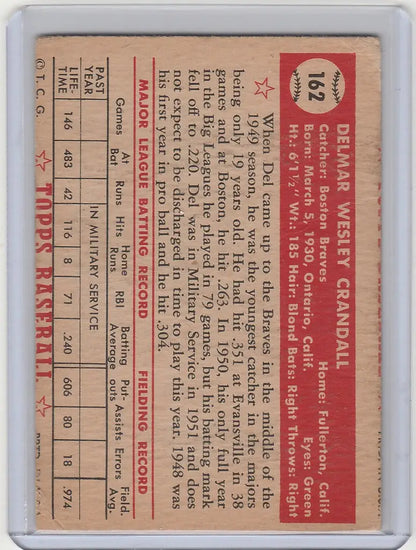 162
DELMAR WESLEY CRANDALL
Catcher: Boston Braves Home: Fullerton, Calif.
Born: March 5, 1930, Ontario, Calif. Eyes: Green
Ht.: 6'1½" Wt.: 185 Hair: Blond Bats: Right Throws: Right
When Del came up to the Braves in the middle of the
1949 season, he was the youngest catcher in the majors
being only 19 years old. He had hit .351 at Evansville in 38
games and at Boston, he hit .263. In 1950, his only full year
in the Big Leagues he played in 79 games, but his batting mark
fell off to .220. Del was in Military Service in 1951 and does
not expect to be discharged in time to play this year. 1948 was
his first year in pro ball and he hit .304.
MAJOR LEAGUE BATTING RECORD FIELDING RECORD
Games At Bat Runs Hits Home Runs RBI Batting Average Put-outs Assists Errors Field. Avg.
PAST YEAR IN MILITARY SERVICE
LIFE-TIME 146 483 42 116 8 71 .240 606 80 18 .974
© T. C. G. TOPPS BASEBALL